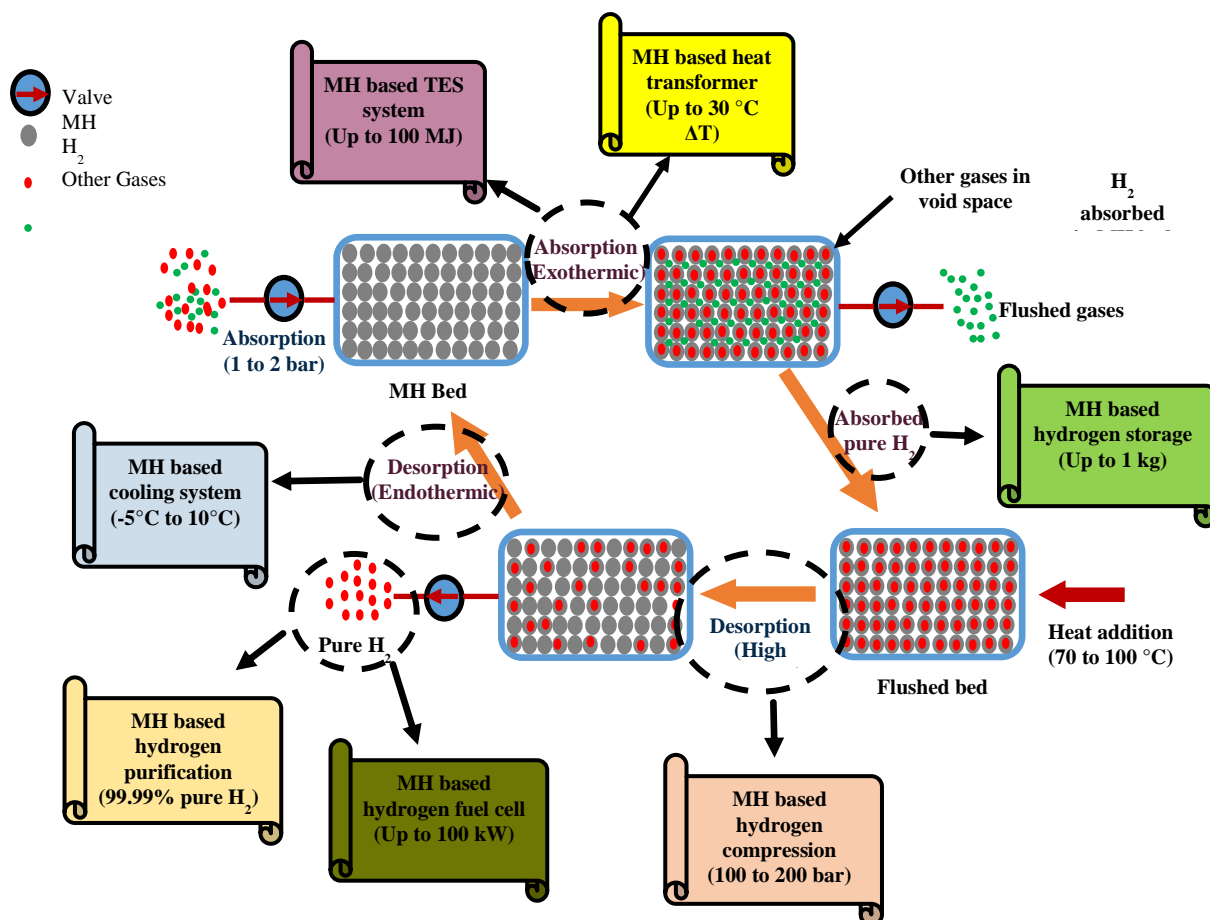 Valve
MH
H₂
Other Gases
MH based TES
system
(Up to 100 MJ)
MH based heat
transformer
(Up to 30 °C
ΔT)
Other gases in
void space
H₂
absorbed
Absorption
(Exothermic)
Absorption
(1 to 2 bar)
MH Bed
Flushed gases
Absorbed
pure H₂
MH based
hydrogen storage
(Up to 1 kg)
MH based
cooling system
(-5°C to 10°C)
Desorption
(Endothermic)
Pure H₂
Desorption
(High
Flushed bed
Heat addition
(70 to 100 °C)
MH based
hydrogen
purification
(99.99% pure H₂)
MH based
hydrogen fuel cell
(Up to 100 kW)
MH based
hydrogen
compression
(100 to 200 bar)